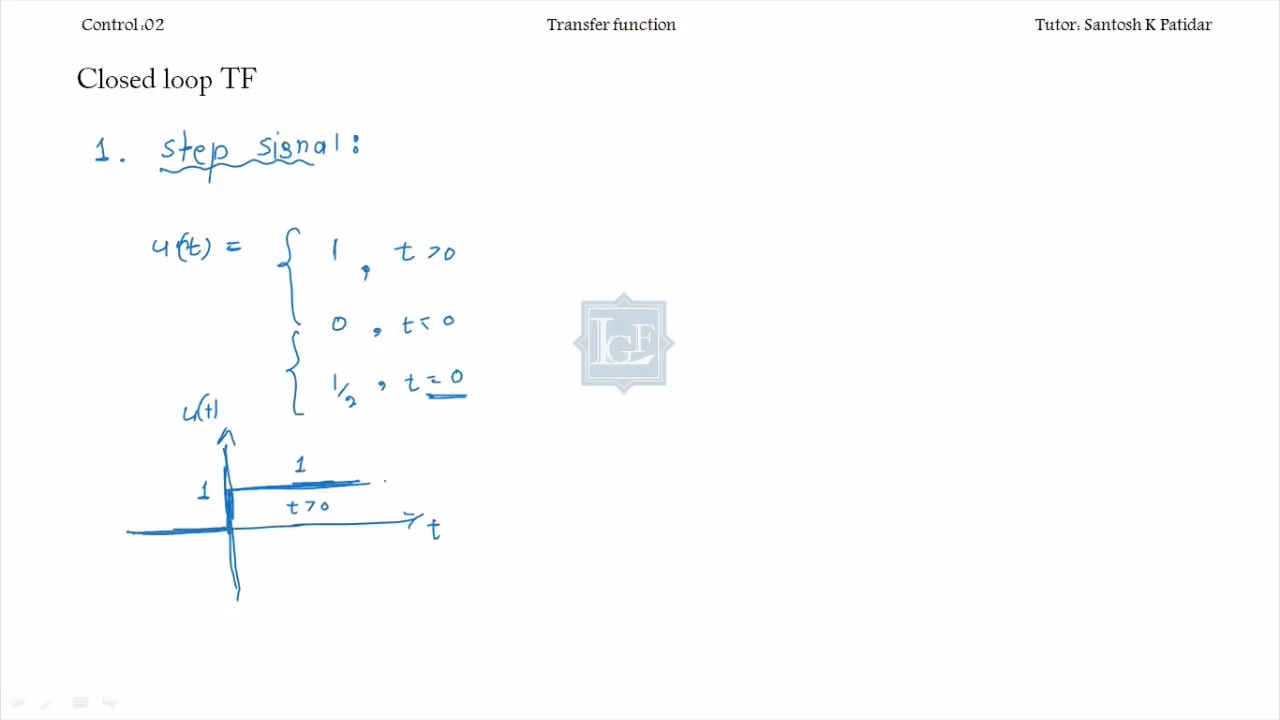 Control :02 Transfer function Tutor: Santosh K Patidar
Closed loop TF
1. step signal:
u(t) = { 1 , t > 0
0 , t < 0
1/2 , t = 0
u(t)
1
1
t > 0
t
LGF